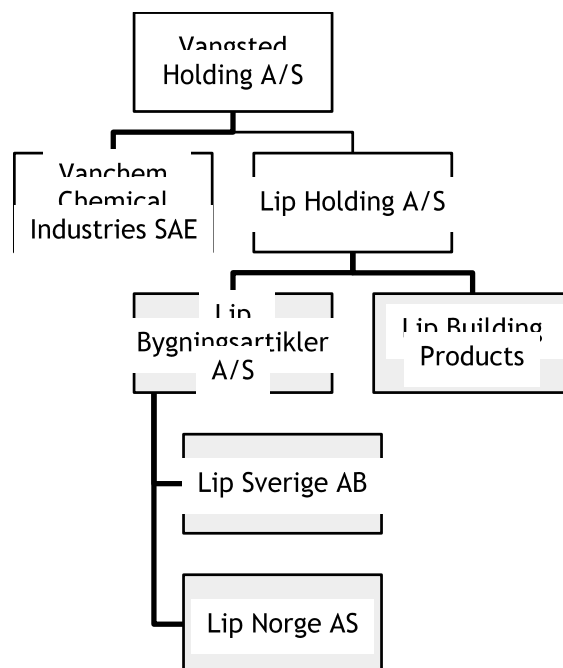 Vangsted
Holding A/S
Vanchem
Chemical
Industries SAE
Lip Holding A/S
Lip
Bygningsartikler
A/S
Lip Building
Products
Lip Sverige AB
Lip Norge AS